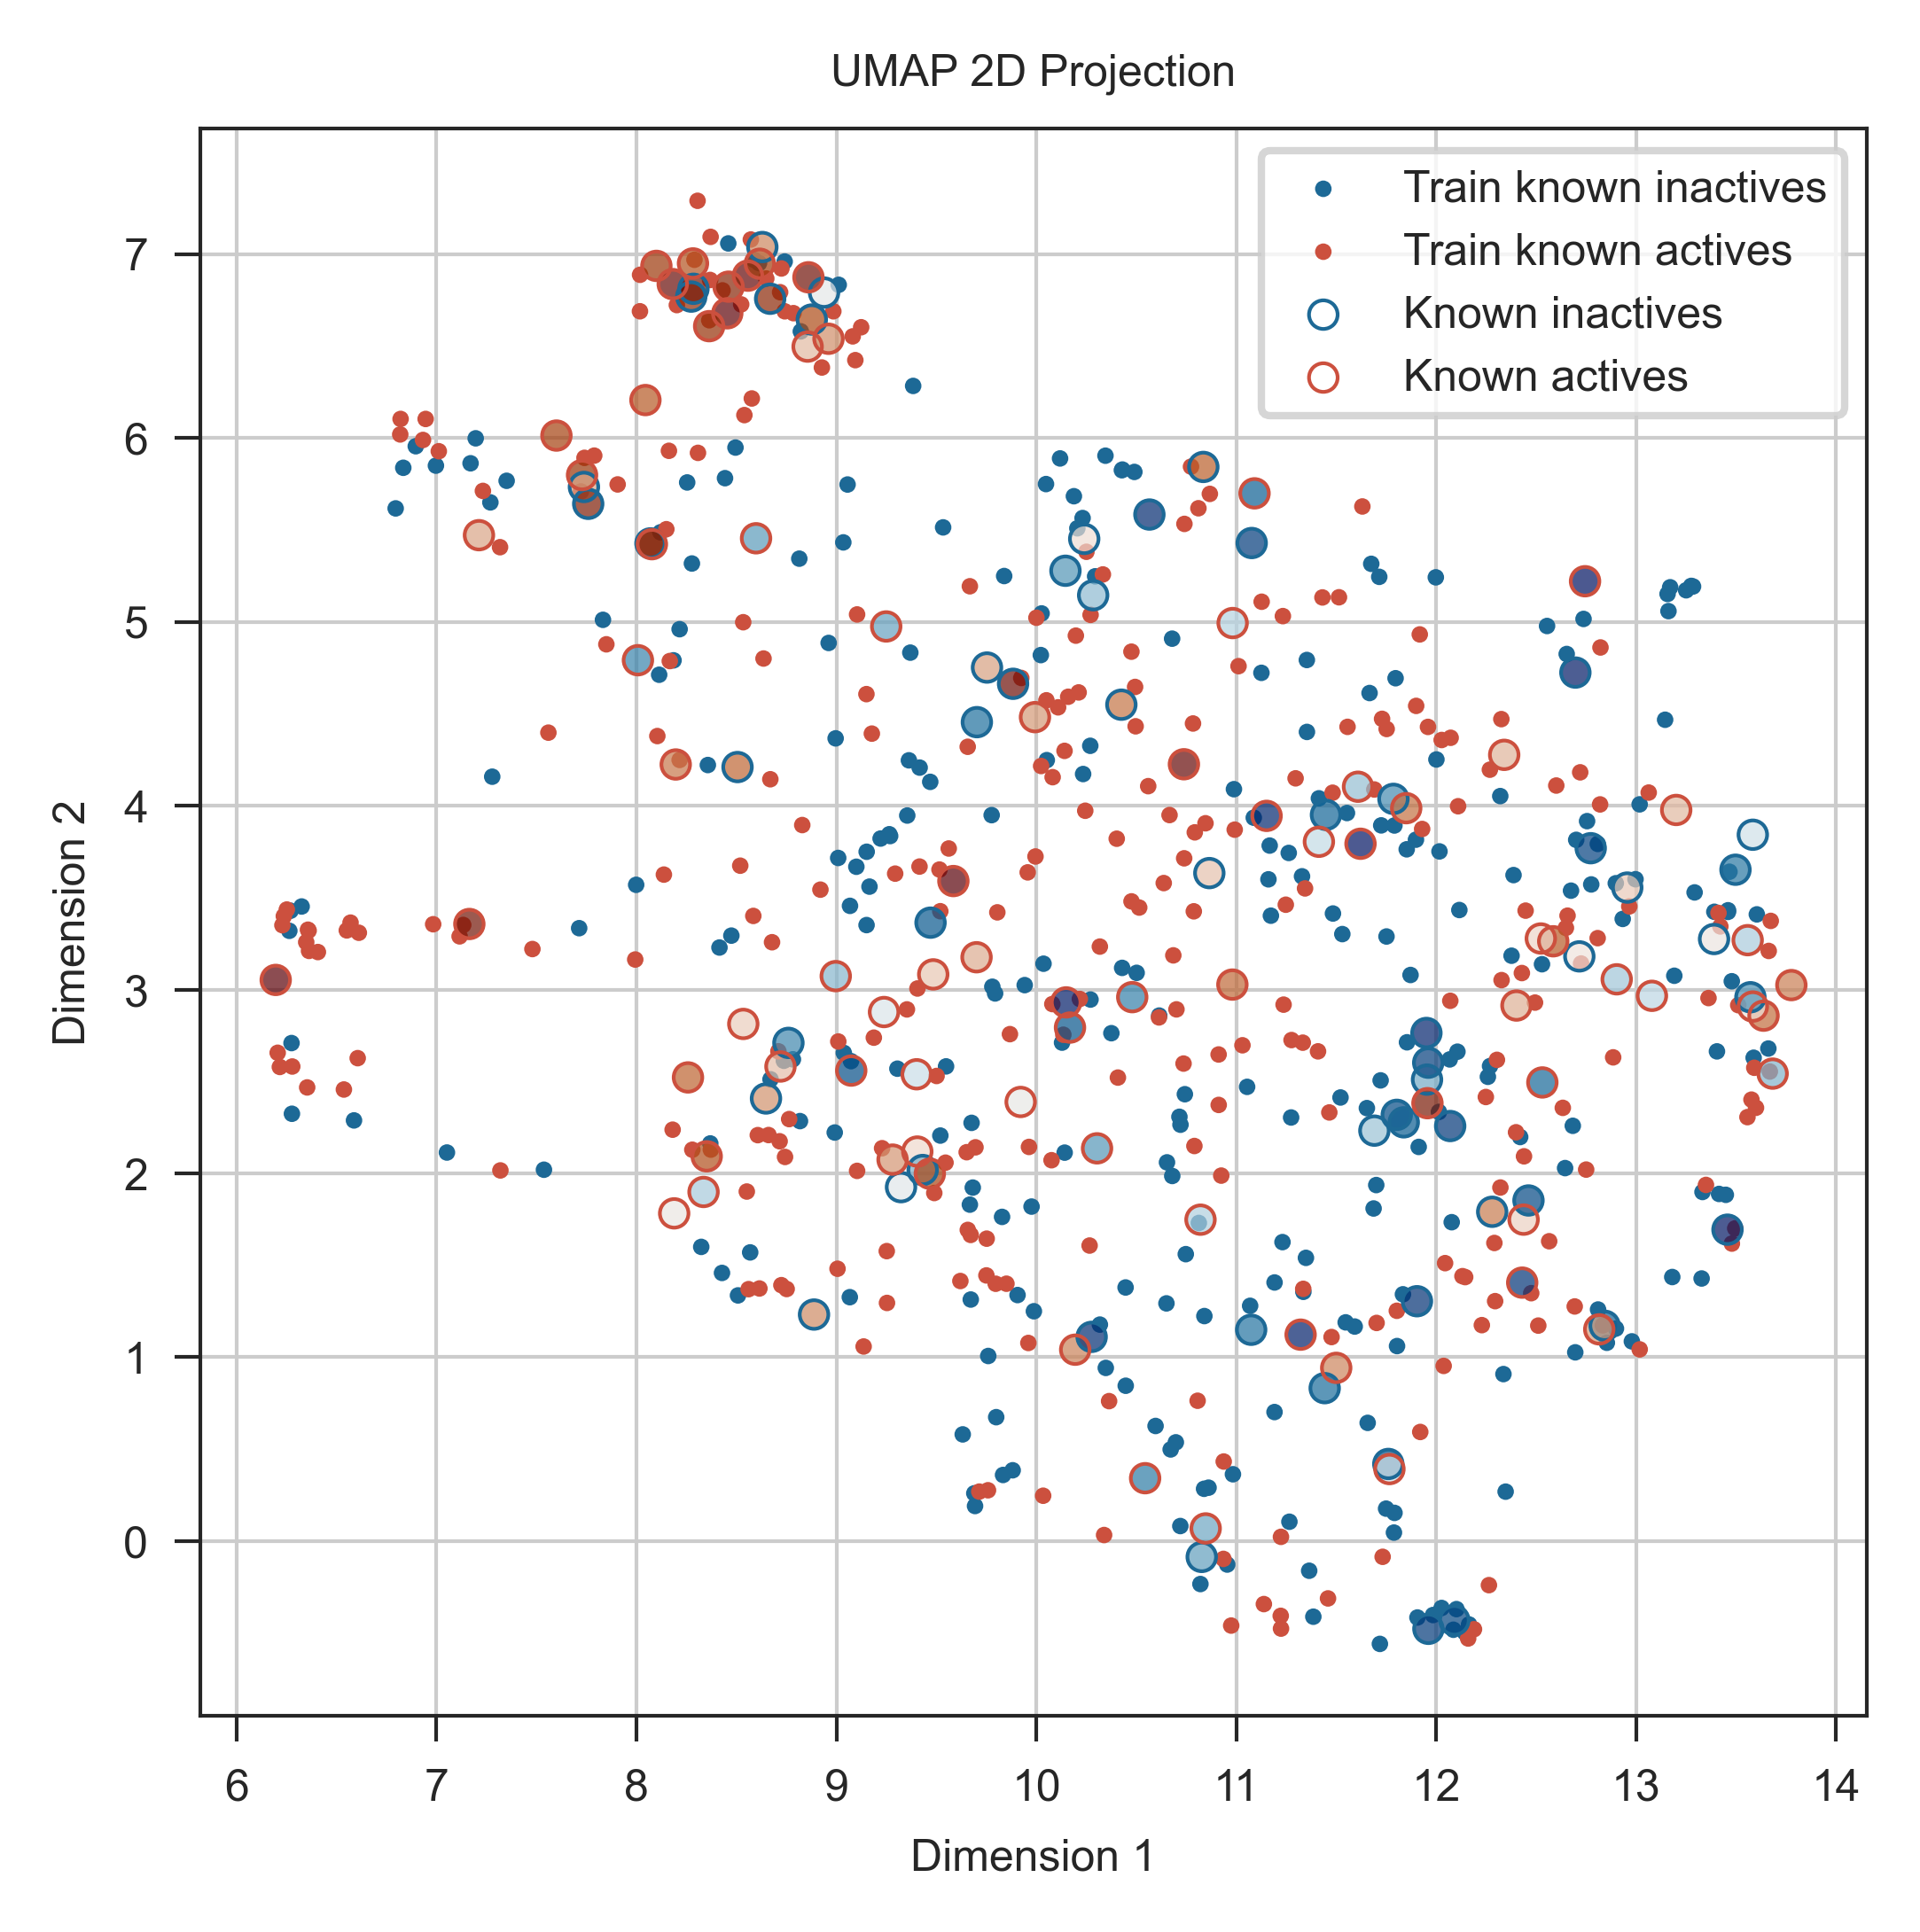 UMAP 2D Projection
Train known inactives
Train known actives
Known inactives
Known actives
7
6
5
4
3
2
1
0
Dimension 2
6 7 8 9 10 11 12 13 14
Dimension 1